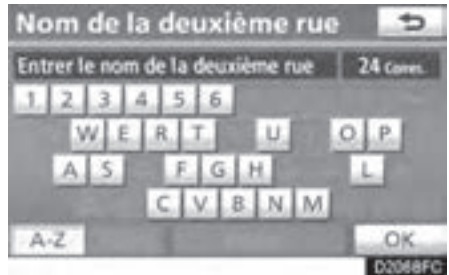 Nom de la deuxième rue
Entrer le nom de la deuxième rue 24 Corres.
1 2 3 4 5 6
W E R T U O P
A S F G H L
C V B N M
A-Z OK
D2068FC